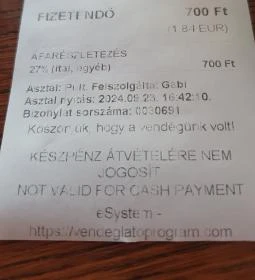 FIZETENDŐ 700 Ft
(1.84 EUR)
ÁFARÉSZLETEZÉS
27% (ital, egyéb) 700 Ft
Asztal: Pult. Felszolgálta: Gabi
Asztal nyitás: 2024.09.23. 16:42:10.
Bizonylat sorszáma: 0030691
Köszönjük, hogy a vendégünk volt!
KÉSZPÉNZ ÁTVÉTELÉRE NEM
JOGOSÍT
NOT VALID FOR CASH PAYMENT
eSystem -
https://vendeglatoprogram.com